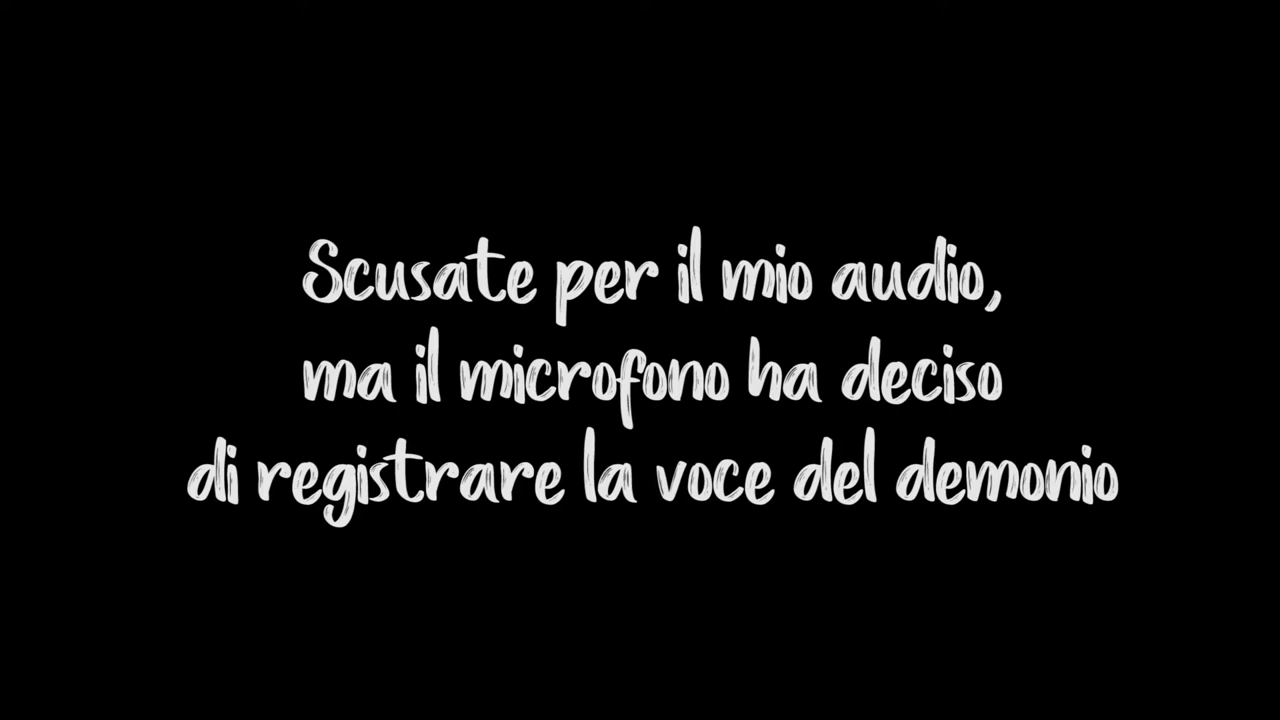 Scusate per il mio audio,
ma il microfono ha deciso
di registrare la voce del demonio